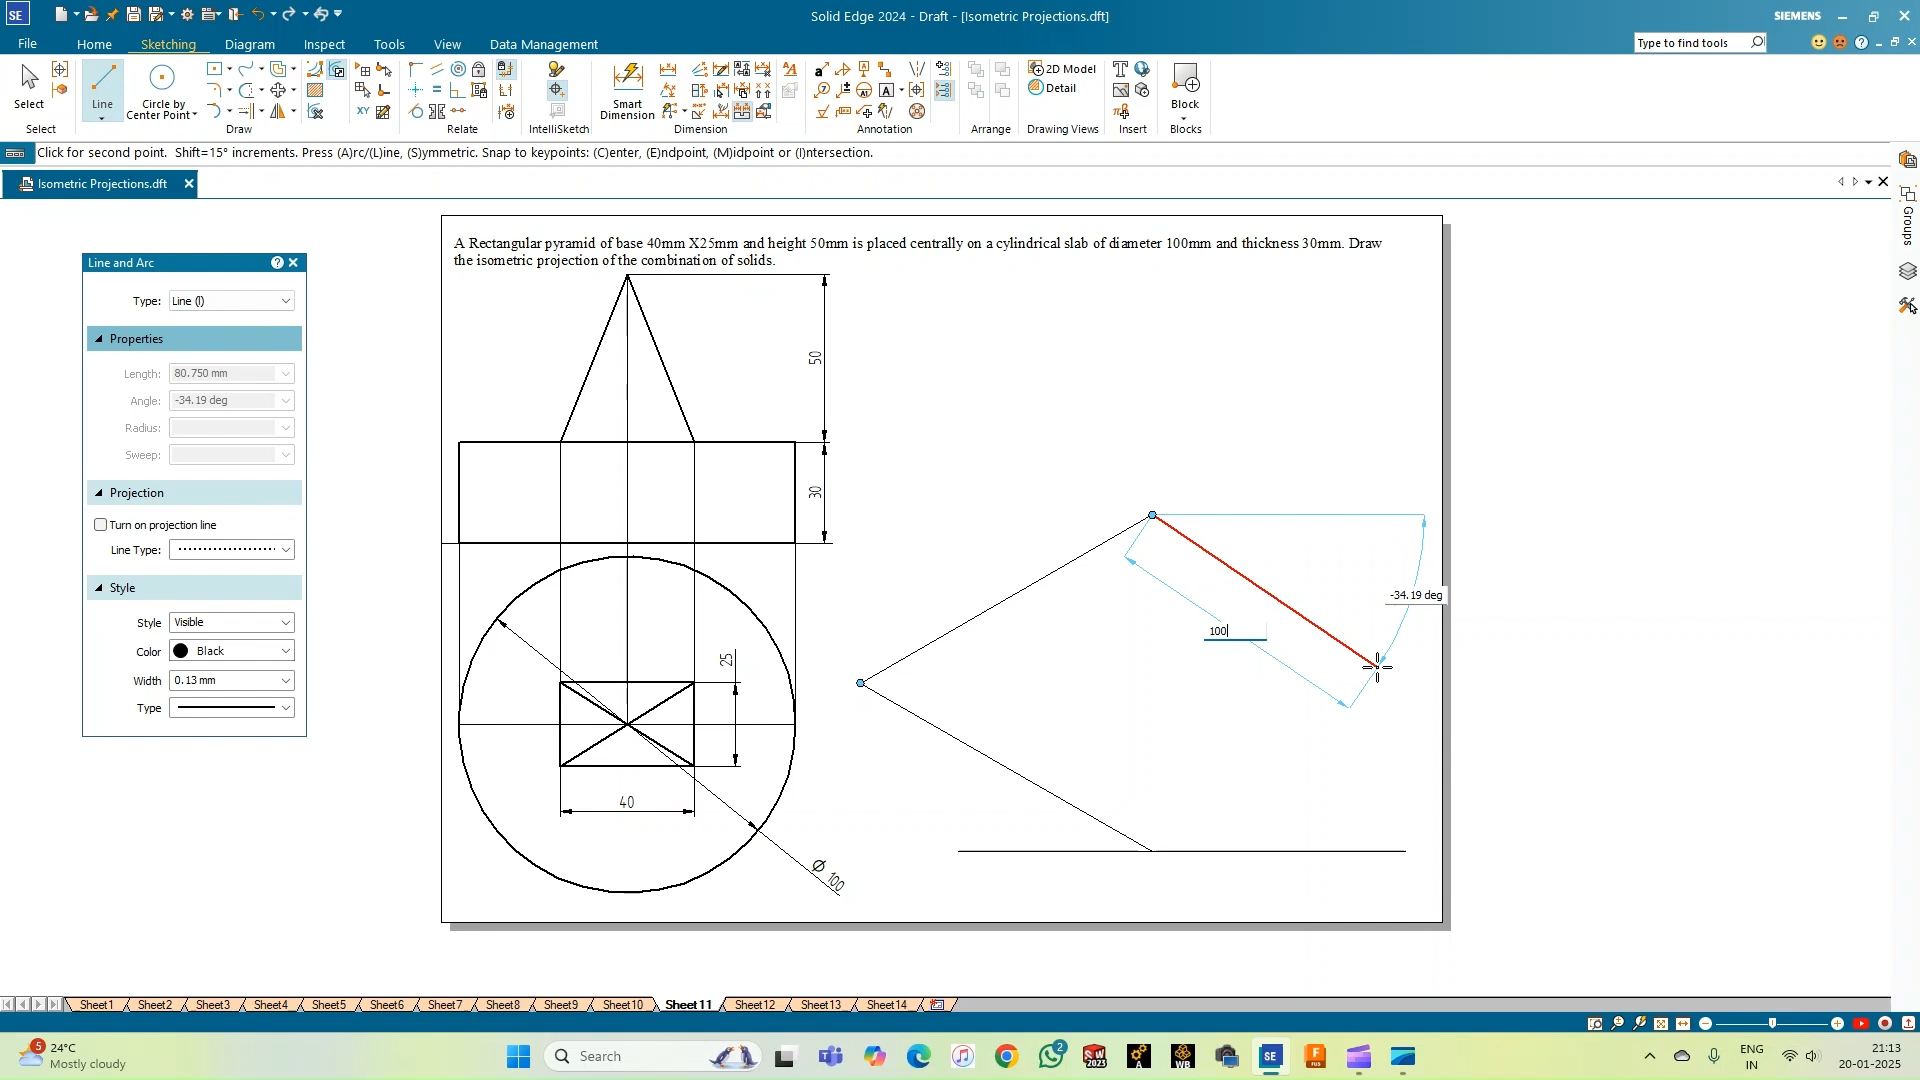 SE
Solid Edge 2024 - Draft - [Isometric Projections.dft]
SIEMENS
File
Home
Sketching
Diagram
Inspect
Tools
View
Data Management
Type to find tools
Select
Line
Circle by
Center Point
Smart
Dimension
2D Model
Detail
Block
Select
Draw
Relate
IntelliSketch
Dimension
Annotation
Arrange
Drawing Views
Insert
Blocks
Click for second point. Shift=15° increments. Press (A)rc/(L)ine, (S)ymmetric. Snap to keypoints: (C)enter, (E)ndpoint, (M)idpoint or (I)ntersection.
Isometric Projections.dft
Groups
A Rectangular pyramid of base 40mm X25mm and height 50mm is placed centrally on a cylindrical slab of diameter 100mm and thickness 30mm. Draw
the isometric projection of the combination of solids.
Line and Arc
Type: Line (l)
Properties
Length: 80.750 mm
Angle: -34.19 deg
Radius:
Sweep:
Projection
Turn on projection line
Line Type:
Style
Style Visible
Color Black
Width 0.13 mm
Type
50
30
25
40
Ø 100
-34.19 deg
100
Sheet1
Sheet2
Sheet3
Sheet4
Sheet5
Sheet6
Sheet7
Sheet8
Sheet9
Sheet10
Sheet11
Sheet12
Sheet13
Sheet14
5
24°C
Mostly cloudy
Search
2
SE
ENG
IN
21:13
20-01-2025